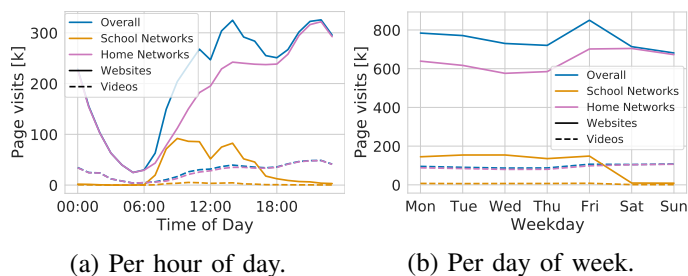 Page visits [k]
300
200
100
0
Overall
School Networks
Home Networks
Websites
Videos
00:00
06:00
12:00
18:00
Time of Day
(a) Per hour of day.
Page visits [k]
800
600
400
200
0
Overall
School Networks
Home Networks
Websites
Videos
Mon Tue Wed Thu Fri Sat Sun
Weekday
(b) Per day of week.